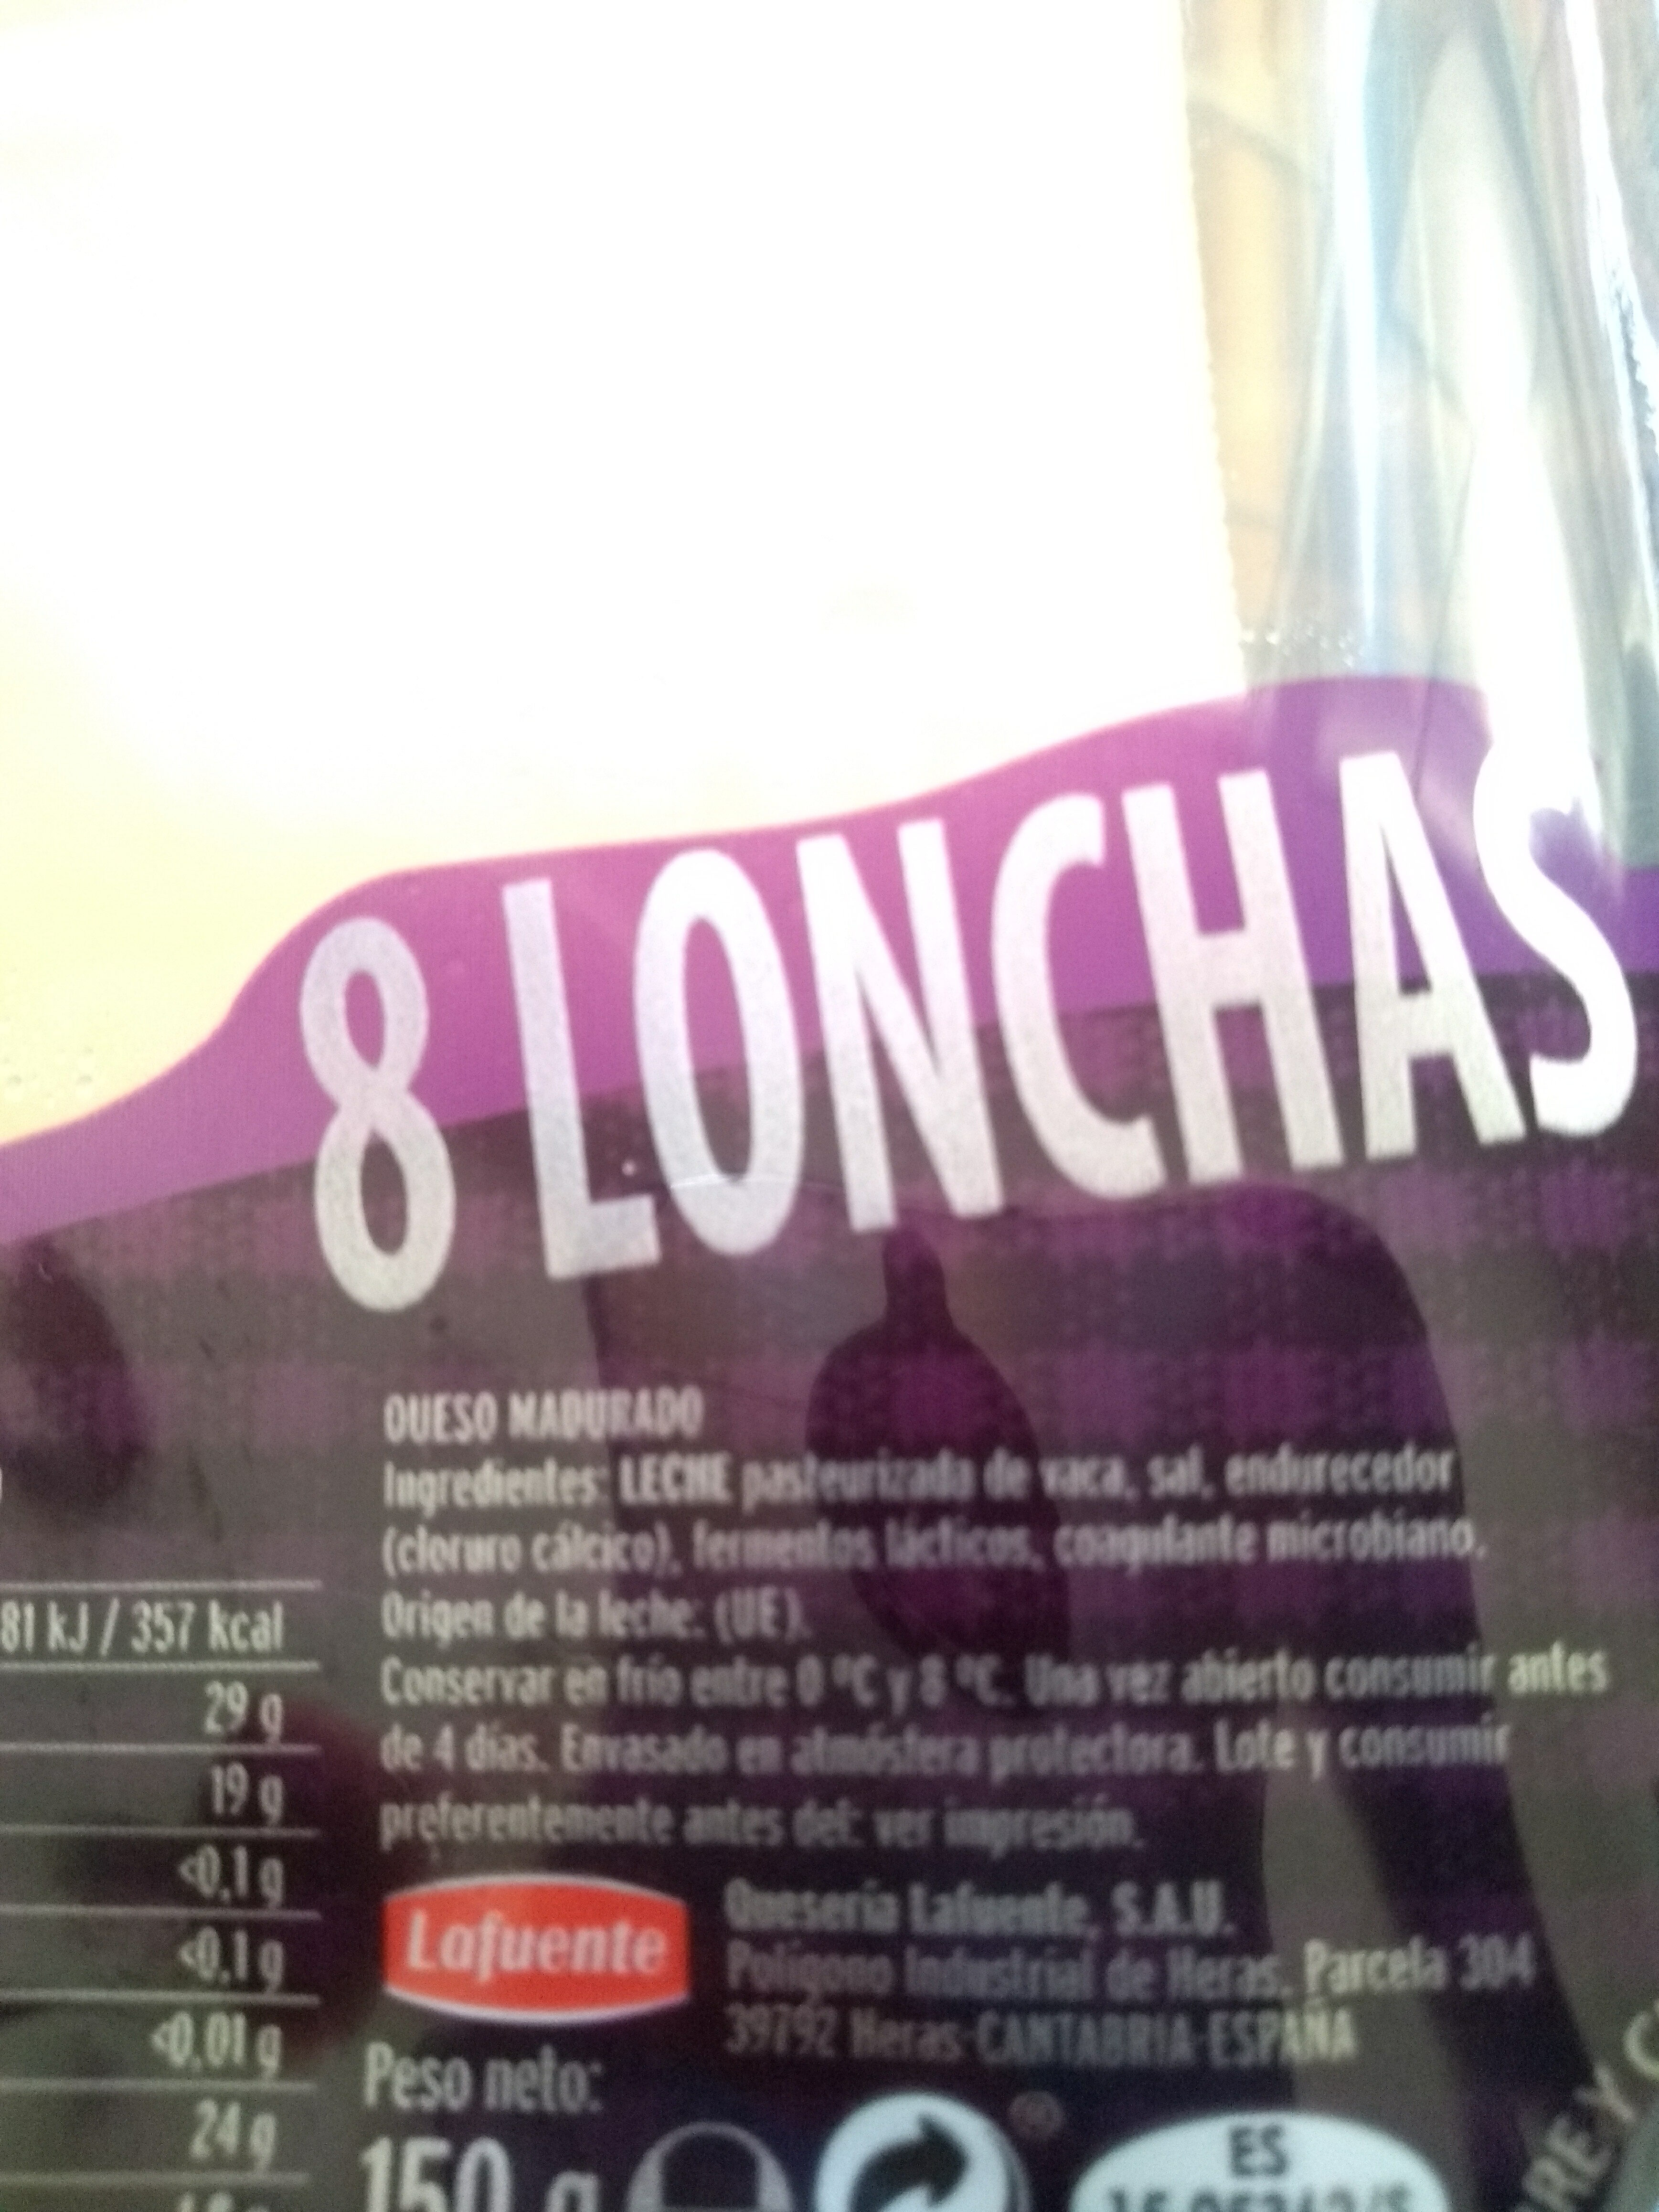 8 LONCHAS
QUESO MADURADO
Ingredientes: LECHE pasteurizada de vaca, sal, endurecedor
(cloruro cálcico), fermentos lácticos, coagulante microbiano.
Origen de la leche: (UE).
Conservar en frío entre 0 °C y 8 °C. Una vez abierto consumir antes
de 4 días. Envasado en atmósfera protectora. Lote y consumir
preferentemente antes del: ver impresión.
81 kJ / 357 kcal
29 g
19 g
<0,1 g
<0,1 g
<0,01 g
24 g
Lafuente
Quesería Lafuente, S.A.U.
Polígono Industrial de Heras, Parcela 304
39792 Heras-CANTABRIA-ESPAÑA
Peso neto:
150 g
ES
REY